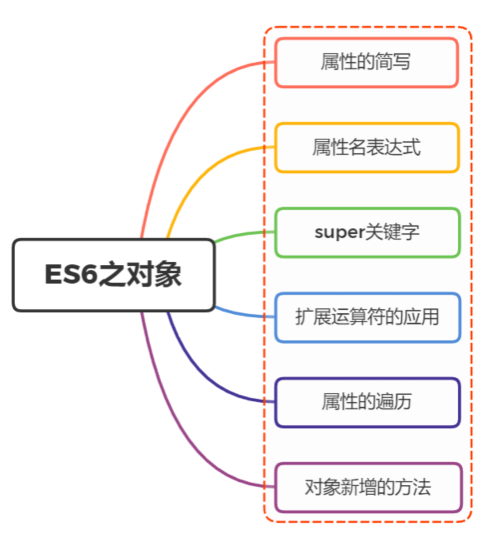 ES6之对象
属性的简写
属性名表达式
super关键字
扩展运算符的应用
属性的遍历
对象新增的方法